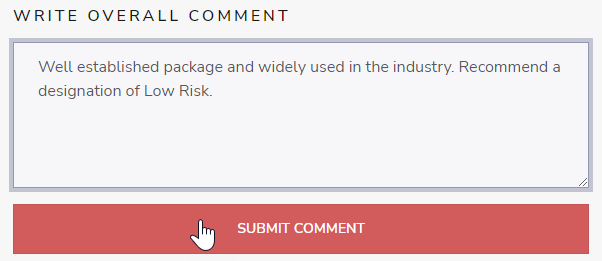 WRITE OVERALL COMMENT
Well established package and widely used in the industry. Recommend a
designation of Low Risk.
SUBMIT COMMENT